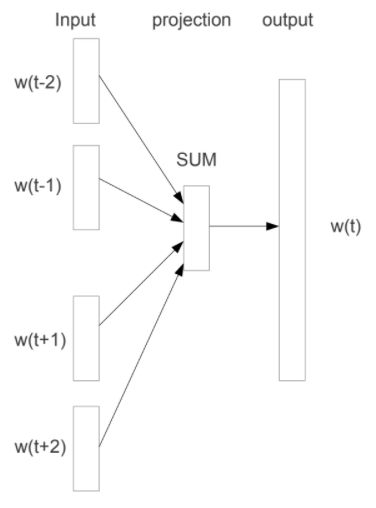 Input projection output
w(t-2)
w(t-1)
SUM
w(t)
w(t+1)
w(t+2)